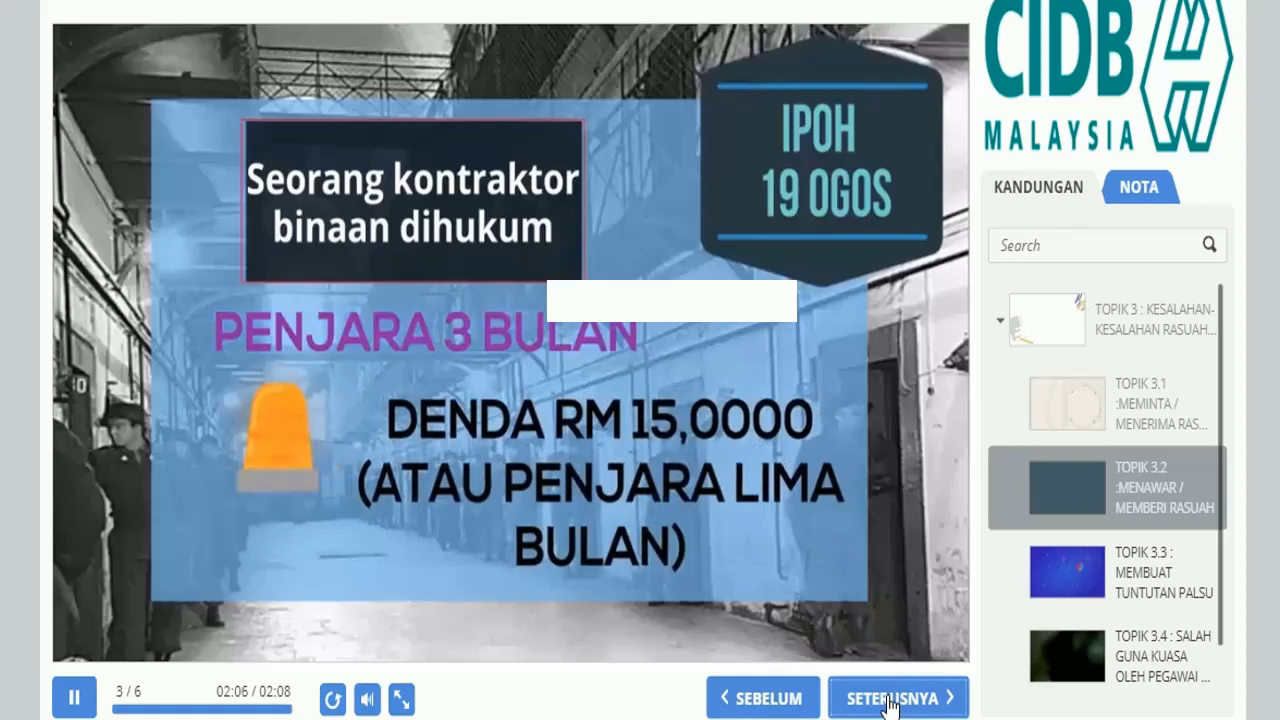 Seorang kontraktor
binaan dihukum
IPOH
19 OGOS
PENJARA 3 BULAN
DENDA RM 15,0000
(ATAU PENJARA LIMA
BULAN)
CIDB
MALAYSIA
KANDUNGAN
NOTA
Search
TOPIK 3 : KESALAHAN-
KESALAHAN RASUAH...
TOPIK 3.1
:MEMINTA /
MENERIMA RAS...
TOPIK 3.2
:MENAWAR /
MEMBERI RASUAH
TOPIK 3.3 :
MEMBUAT
TUNTUTAN PALSU
TOPIK 3.4 : SALAH
GUNA KUASA
OLEH PEGAWAI ...
3 / 6
02:06 / 02:08
SEBELUM
SETERUSNYA